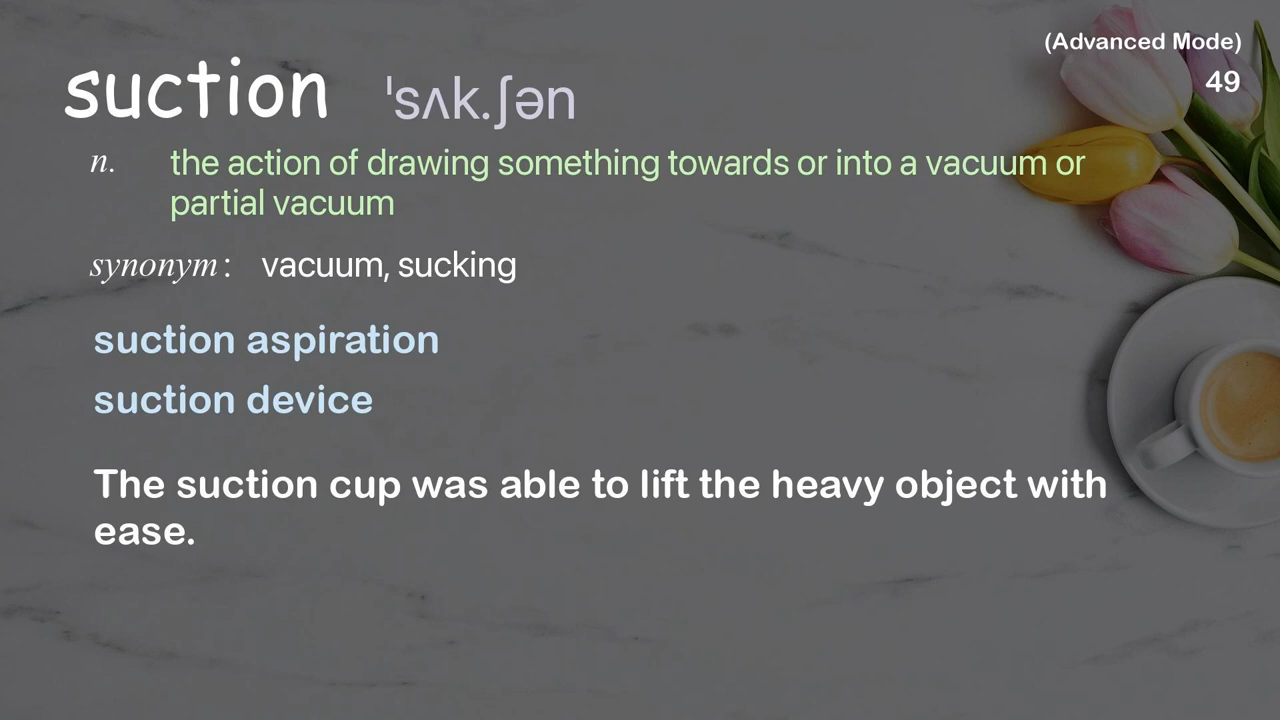 (Advanced Mode)
49
suction ˈsʌk.ʃən
n. the action of drawing something towards or into a vacuum or
partial vacuum
synonym: vacuum, sucking
suction aspiration
suction device
The suction cup was able to lift the heavy object with
ease.